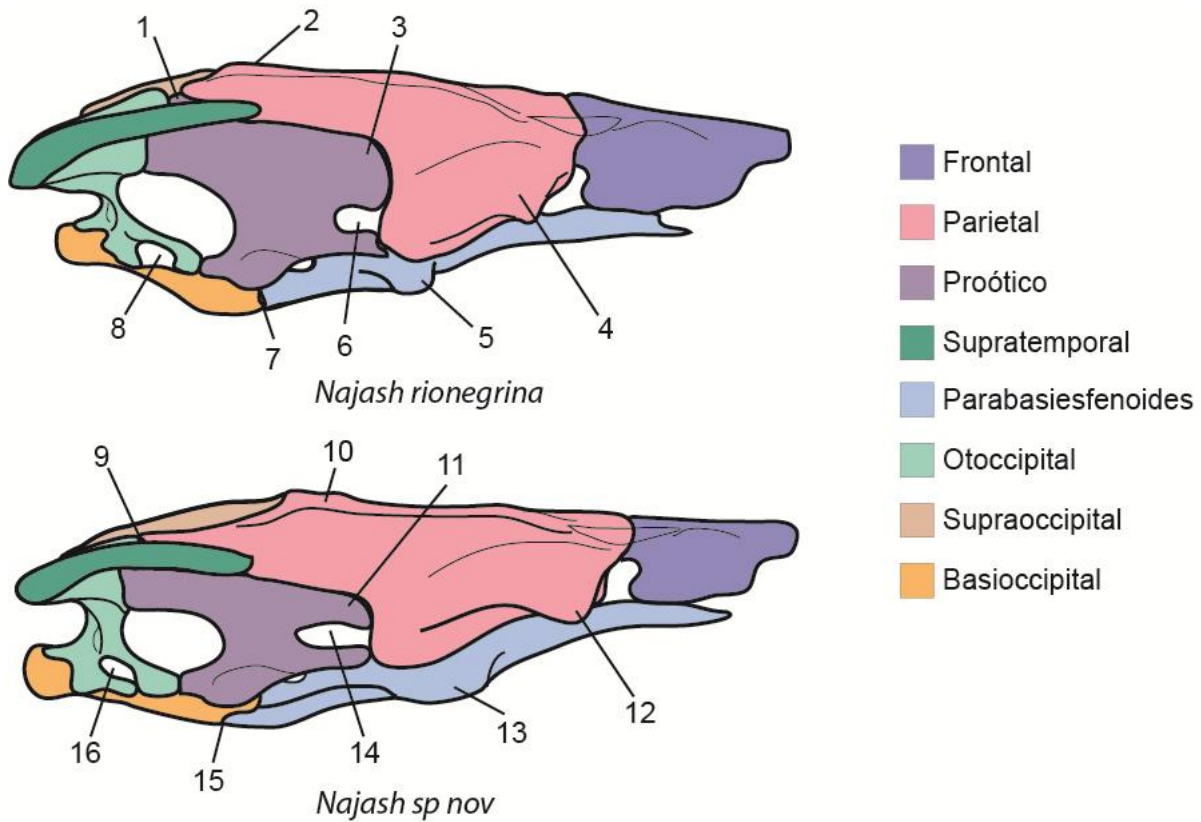 1
2
3
4
5
6
7
8
Najash rionegrina
9
10
11
12
13
14
15
16
Najash sp nov
Frontal
Parietal
Proótico
Supratemporal
Parabasiesfenoides
Otoccipital
Supraoccipital
Basioccipital